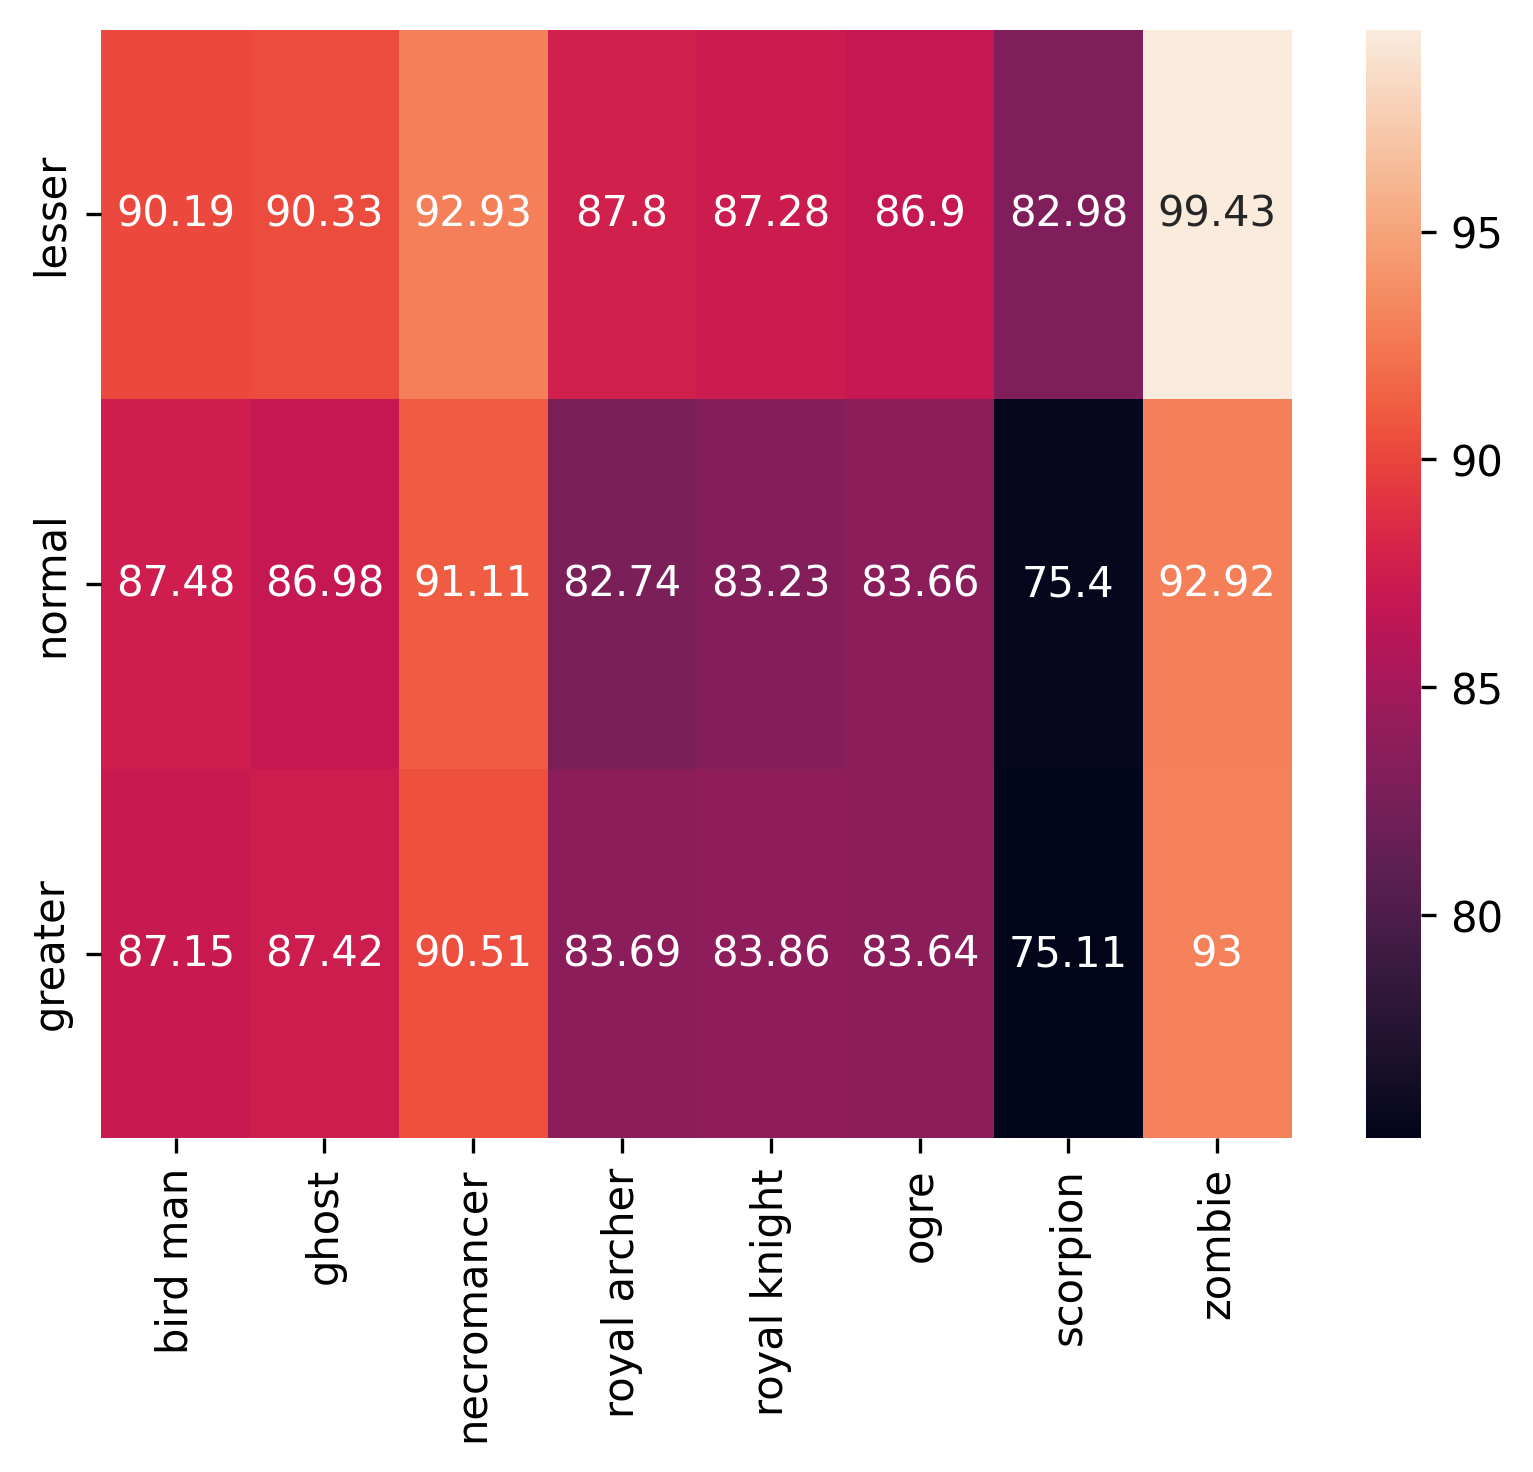 lesser 90.19 90.33 92.93 87.8 87.28 86.9 82.98 99.43
normal 87.48 86.98 91.11 82.74 83.23 83.66 75.4 92.92
greater 87.15 87.42 90.51 83.69 83.86 83.64 75.11 93
bird man
ghost
necromancer
royal archer
royal knight
ogre
scorpion
zombie
95
90
85
80